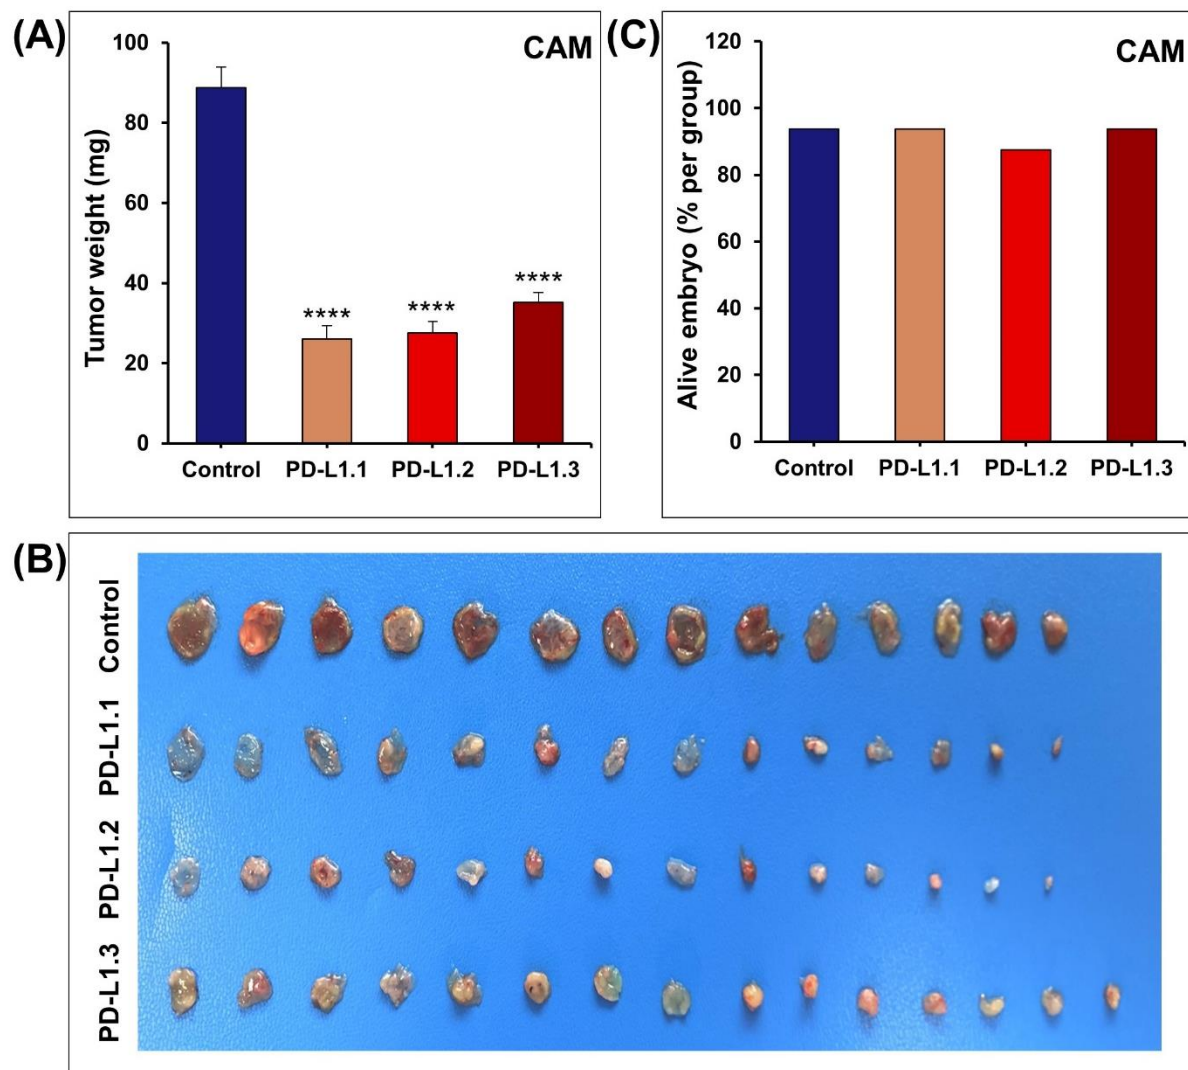 (A)
CAM
Tumor weight (mg)
100
80
60
40
20
0
****
****
****
Control
PD-L1.1
PD-L1.2
PD-L1.3
(C)
CAM
Alive embryo (% per group)
120
100
80
60
40
20
0
Control
PD-L1.1
PD-L1.2
PD-L1.3
(B)
Control
PD-L1.1
PD-L1.2
PD-L1.3